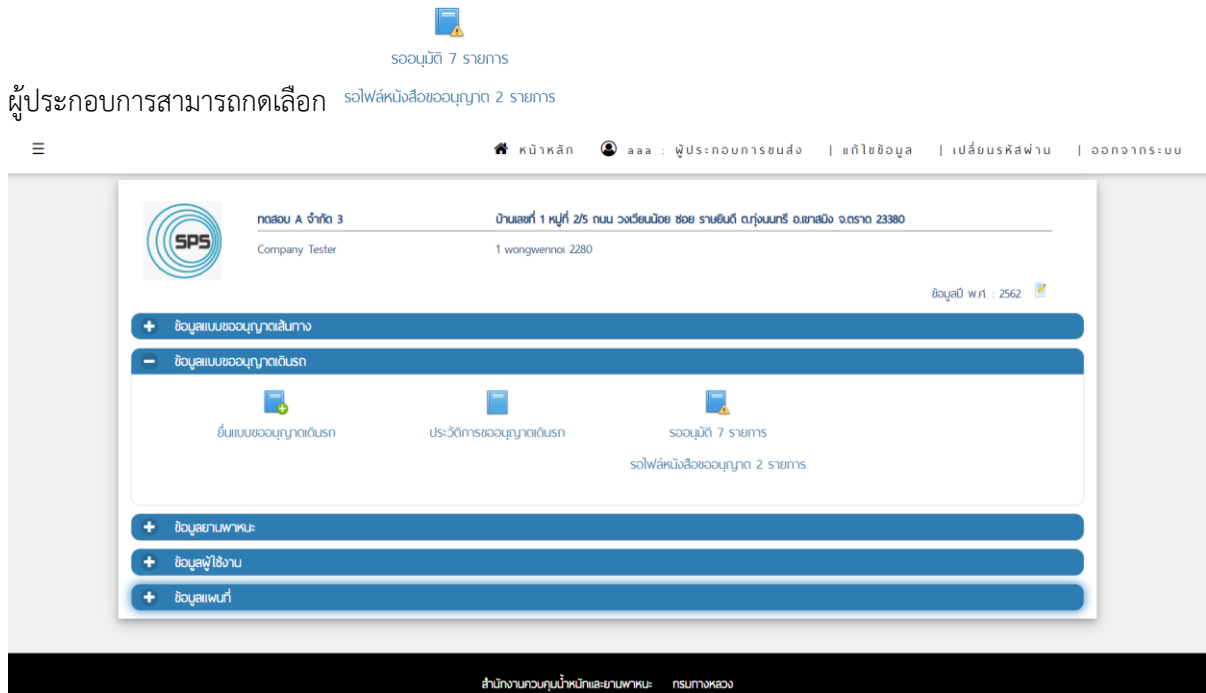 รออนุมัติ 7 รายการ
ผู้ประกอบการสามารถกดเลือก รอไฟล์หนังสือขออนุญาต 2 รายการ
☰ หน้าหลัก aaa : ผู้ประกอบการขนส่ง | แก้ไขข้อมูล | เปลี่ยนรหัสผ่าน | ออกจากระบบ
SPS
ทดสอบ A จำกัด 3 บ้านเลขที่ 1 หมู่ที่ 2/5 ถนน วงเวียนน้อย ซอย ราษยินดี ต.ทุ่งนนทรี อ.เขาสมิง จ.ตราด 23380
Company Tester 1 wongwennoi 2280
ข้อมูลปี พ.ศ. : 2562
ข้อมูลแบบขออนุญาตเส้นทาง
ข้อมูลแบบขออนุญาตเดินรถ
ยื่นแบบขออนุญาตเดินรถ ประวัติการขออนุญาตเดินรถ รออนุมัติ 7 รายการ
รอไฟล์หนังสือขออนุญาต 2 รายการ
ข้อมูลยานพาหนะ
ข้อมูลผู้ใช้งาน
ข้อมูลแผนที่
สำนักงานควบคุมน้ำหนักและยานพาหนะ กรมทางหลวง